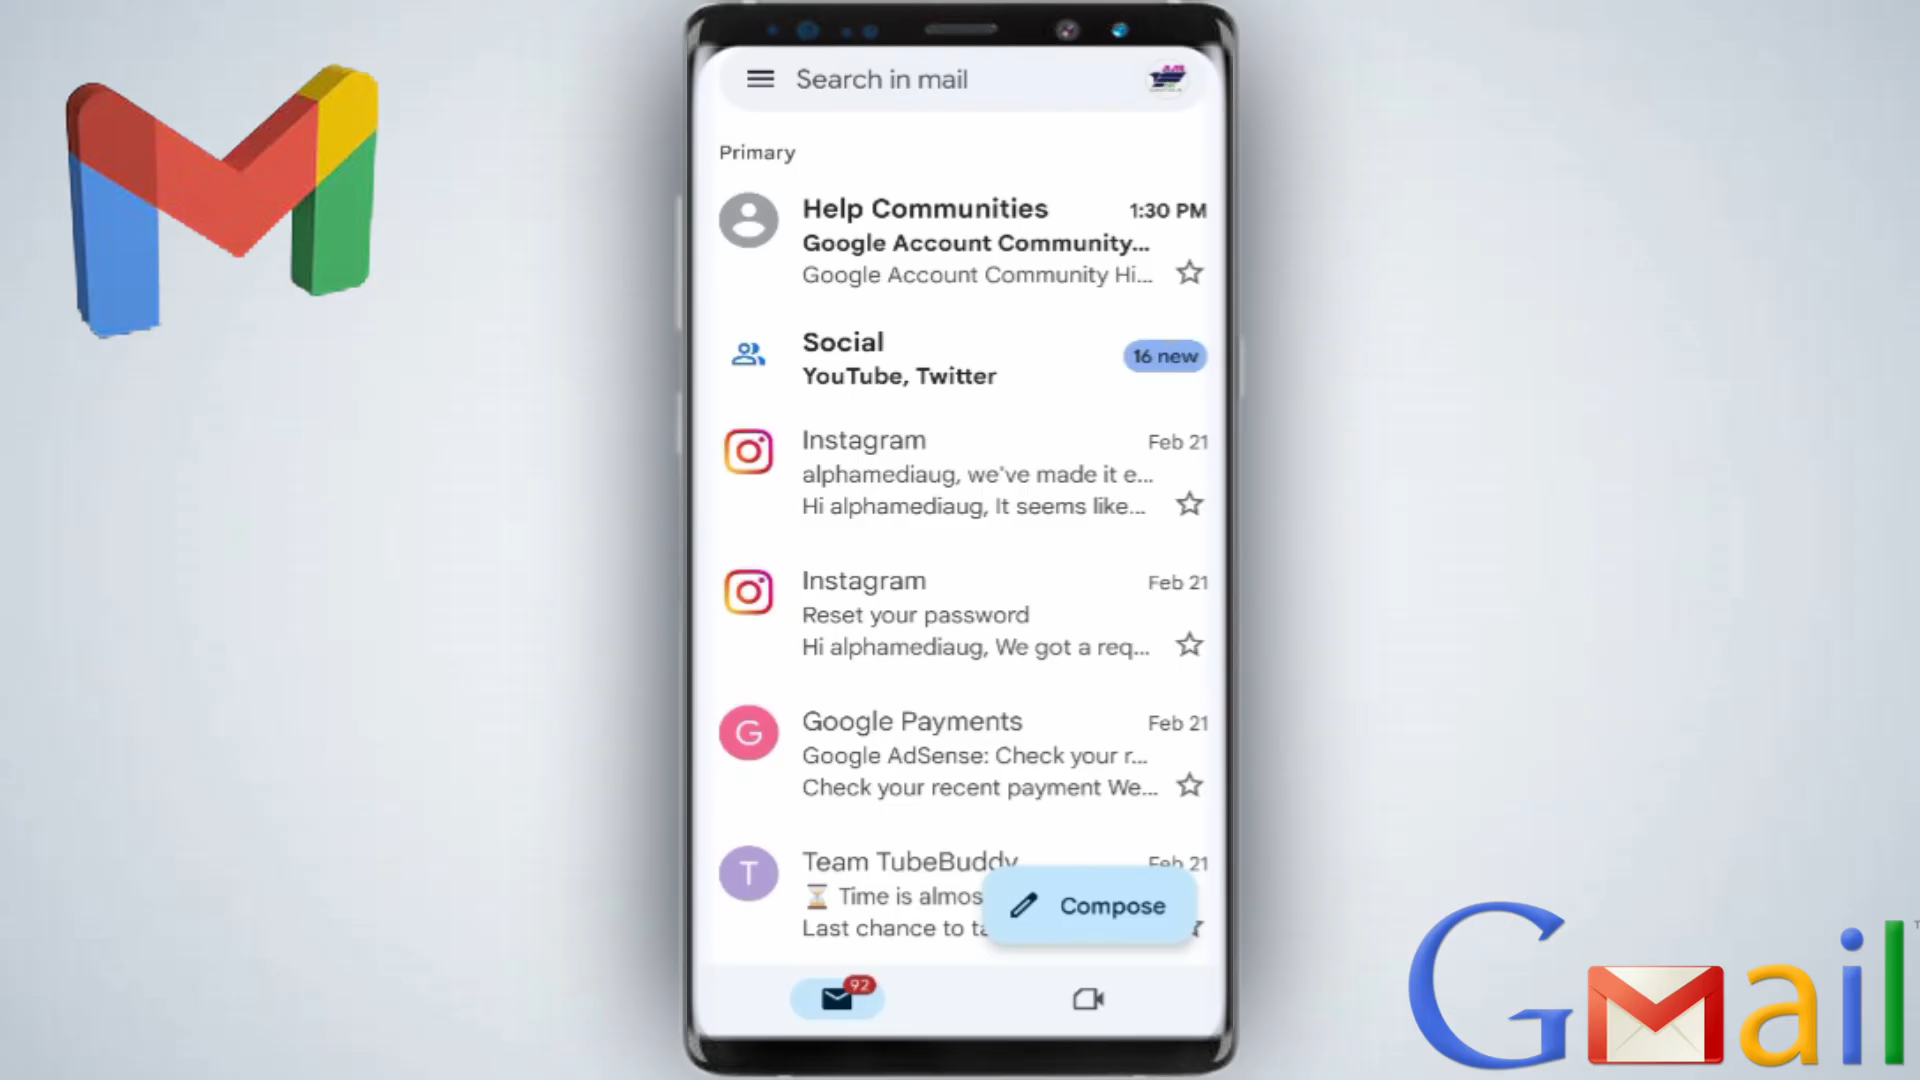 Search in mail
Primary
Help Communities 1:30 PM
Google Account Community...
Google Account Community Hi...
Social 16 new
YouTube, Twitter
Instagram Feb 21
alphamediaug, we've made it e...
Hi alphamediaug, It seems like...
Instagram Feb 21
Reset your password
Hi alphamediaug, We got a req...
G Google Payments Feb 21
Google AdSense: Check your r...
Check your recent payment We...
T Team TubeBuddy Feb 21
Time is almos
Last chance to ta
Compose
92
Gmail